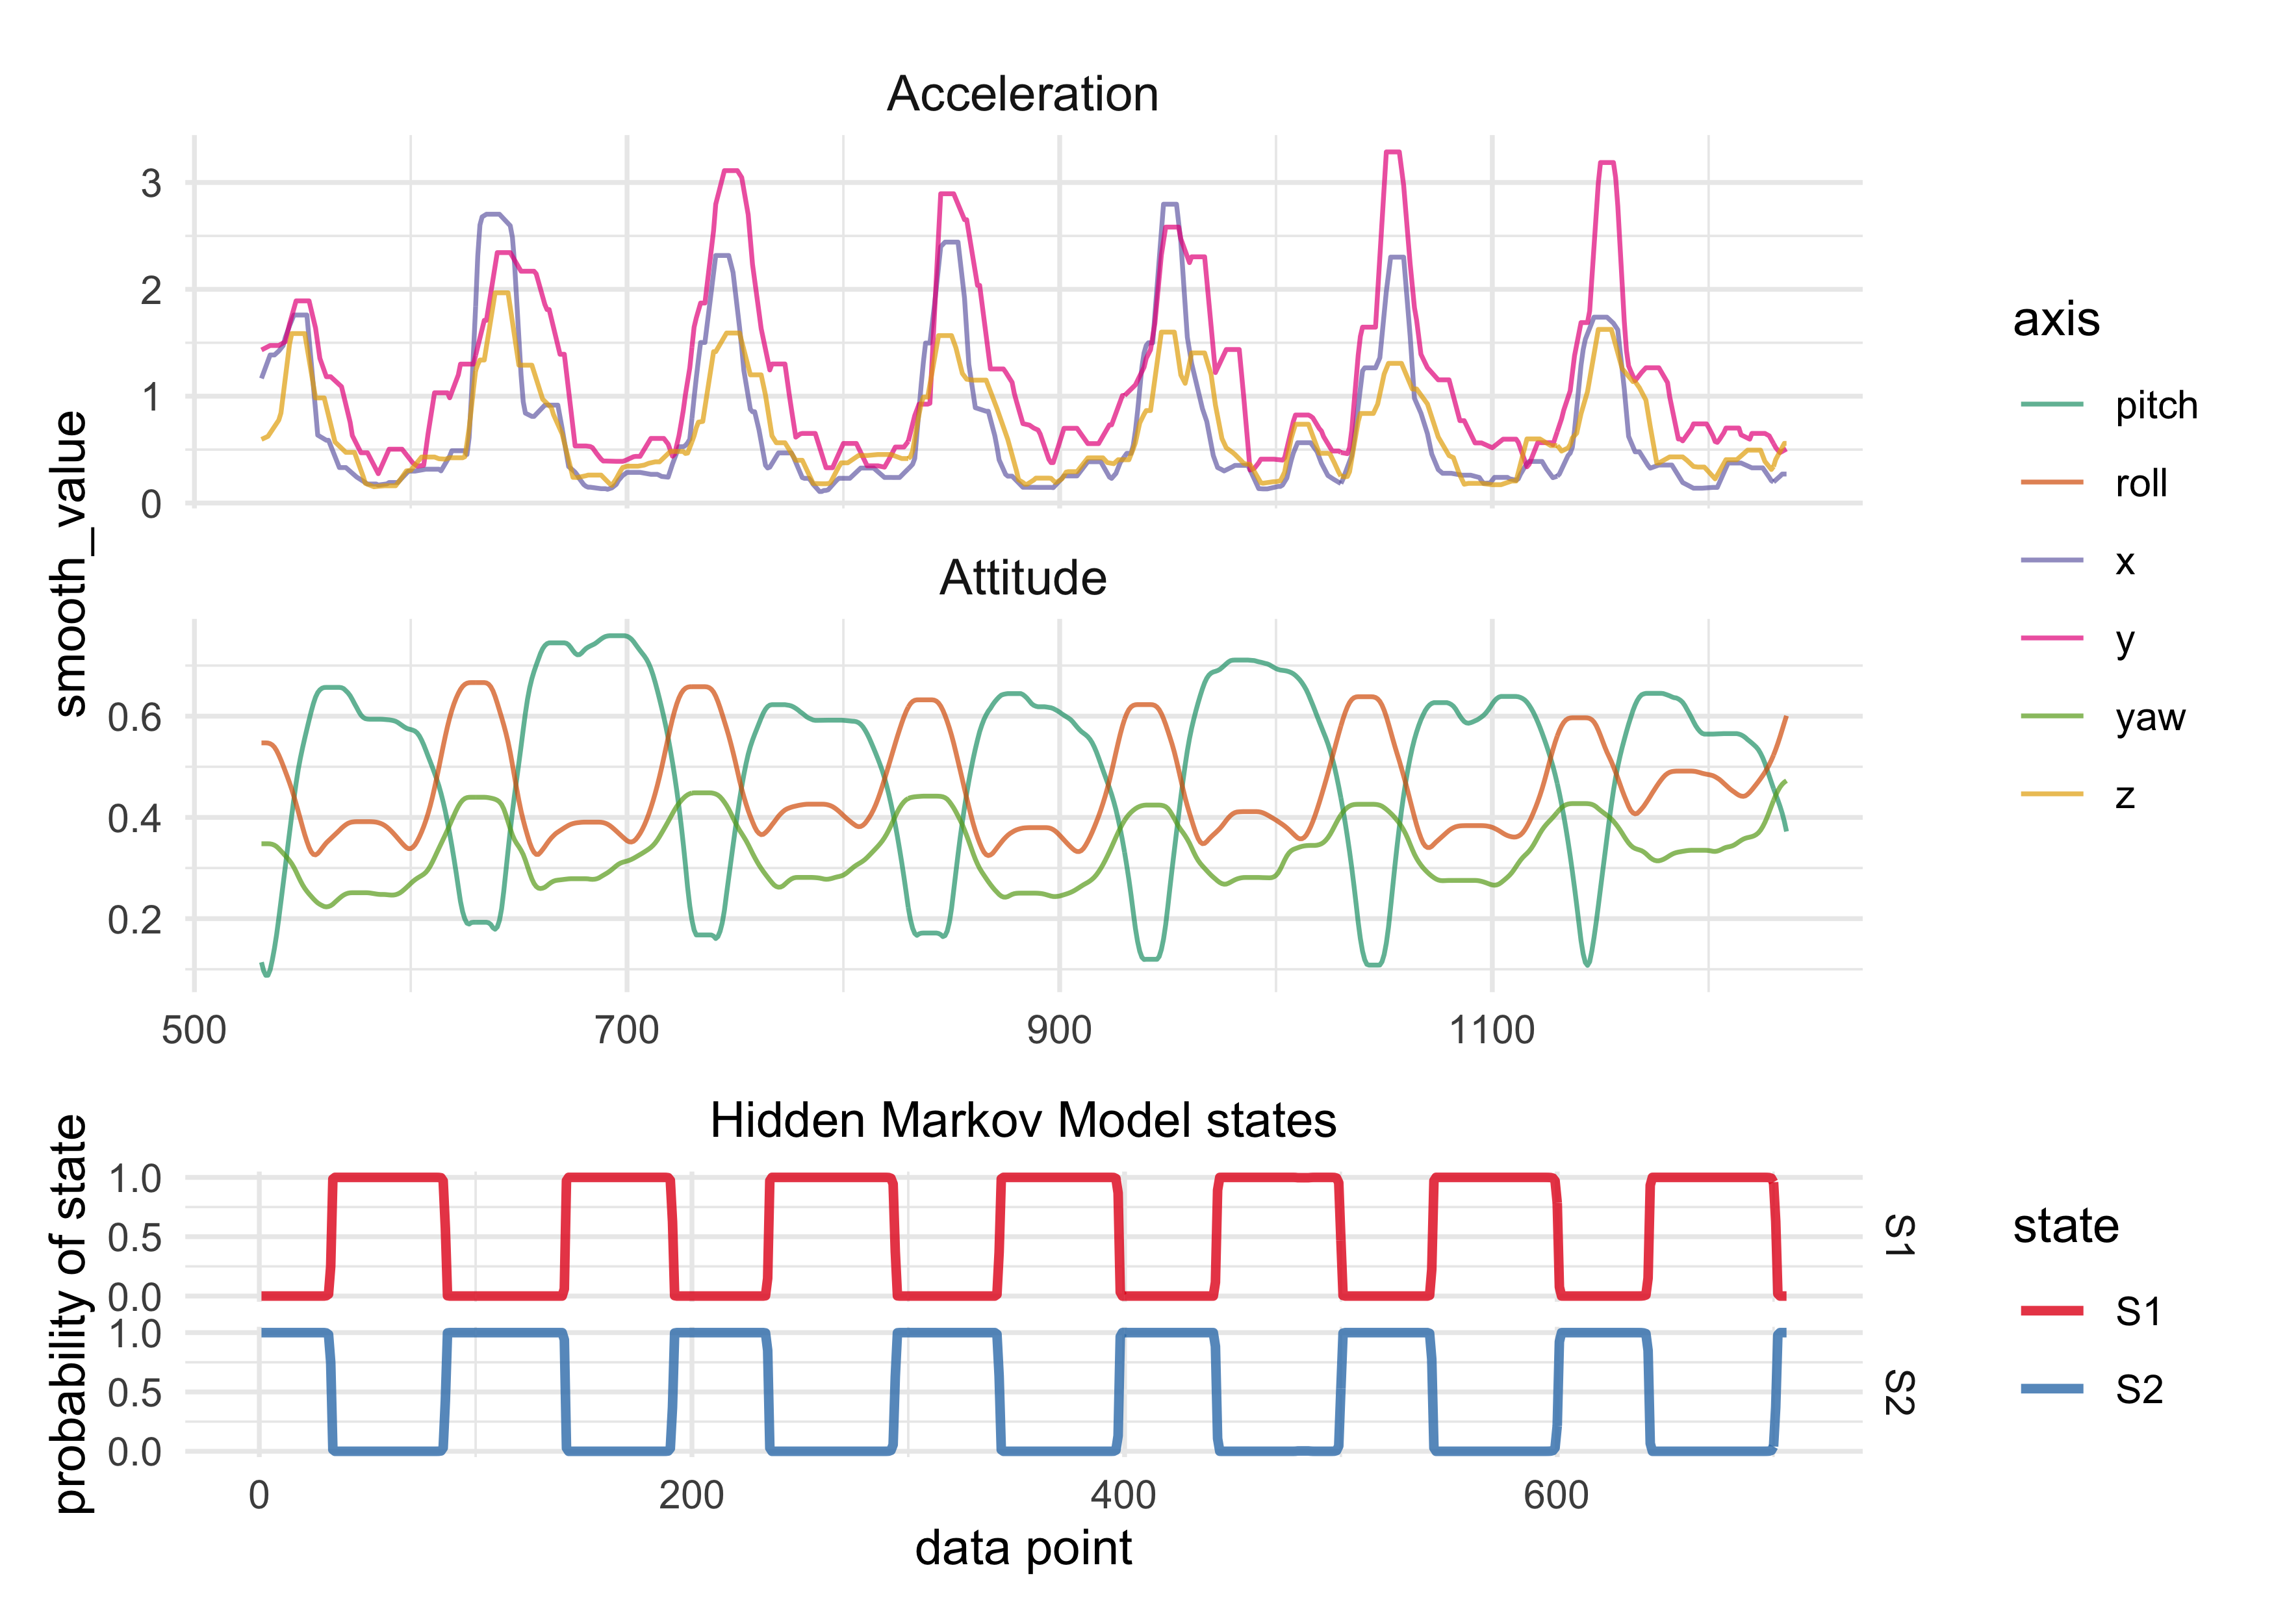 Acceleration
3
2
1
0
smooth_value
Attitude
0.6
0.4
0.2
500 700 900 1100
axis
pitch
roll
x
y
yaw
z
Hidden Markov Model states
probability of state
1.0
0.5
0.0
S1
1.0
0.5
0.0
S2
0 200 400 600
data point
state
S1
S2